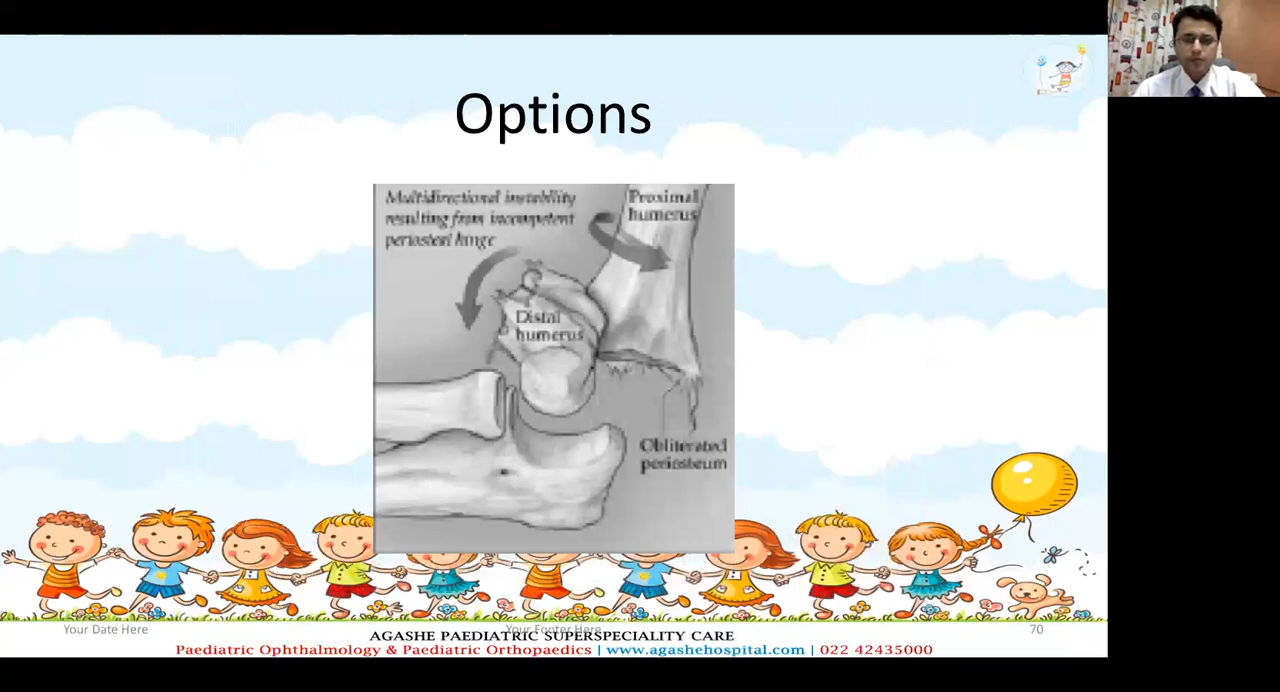 Options
Multidirectional instability
resulting from incompetent
periosteal hinge
Proximal
humerus
Distal
humerus
Obliterated
periosteum
Your Date Here
Your Footer Here
70
AGASHE PAEDIATRIC SUPERSPECIALITY CARE
Paediatric Ophthalmology & Paediatric Orthopaedics | www.agashehospital.com | 022 42435000